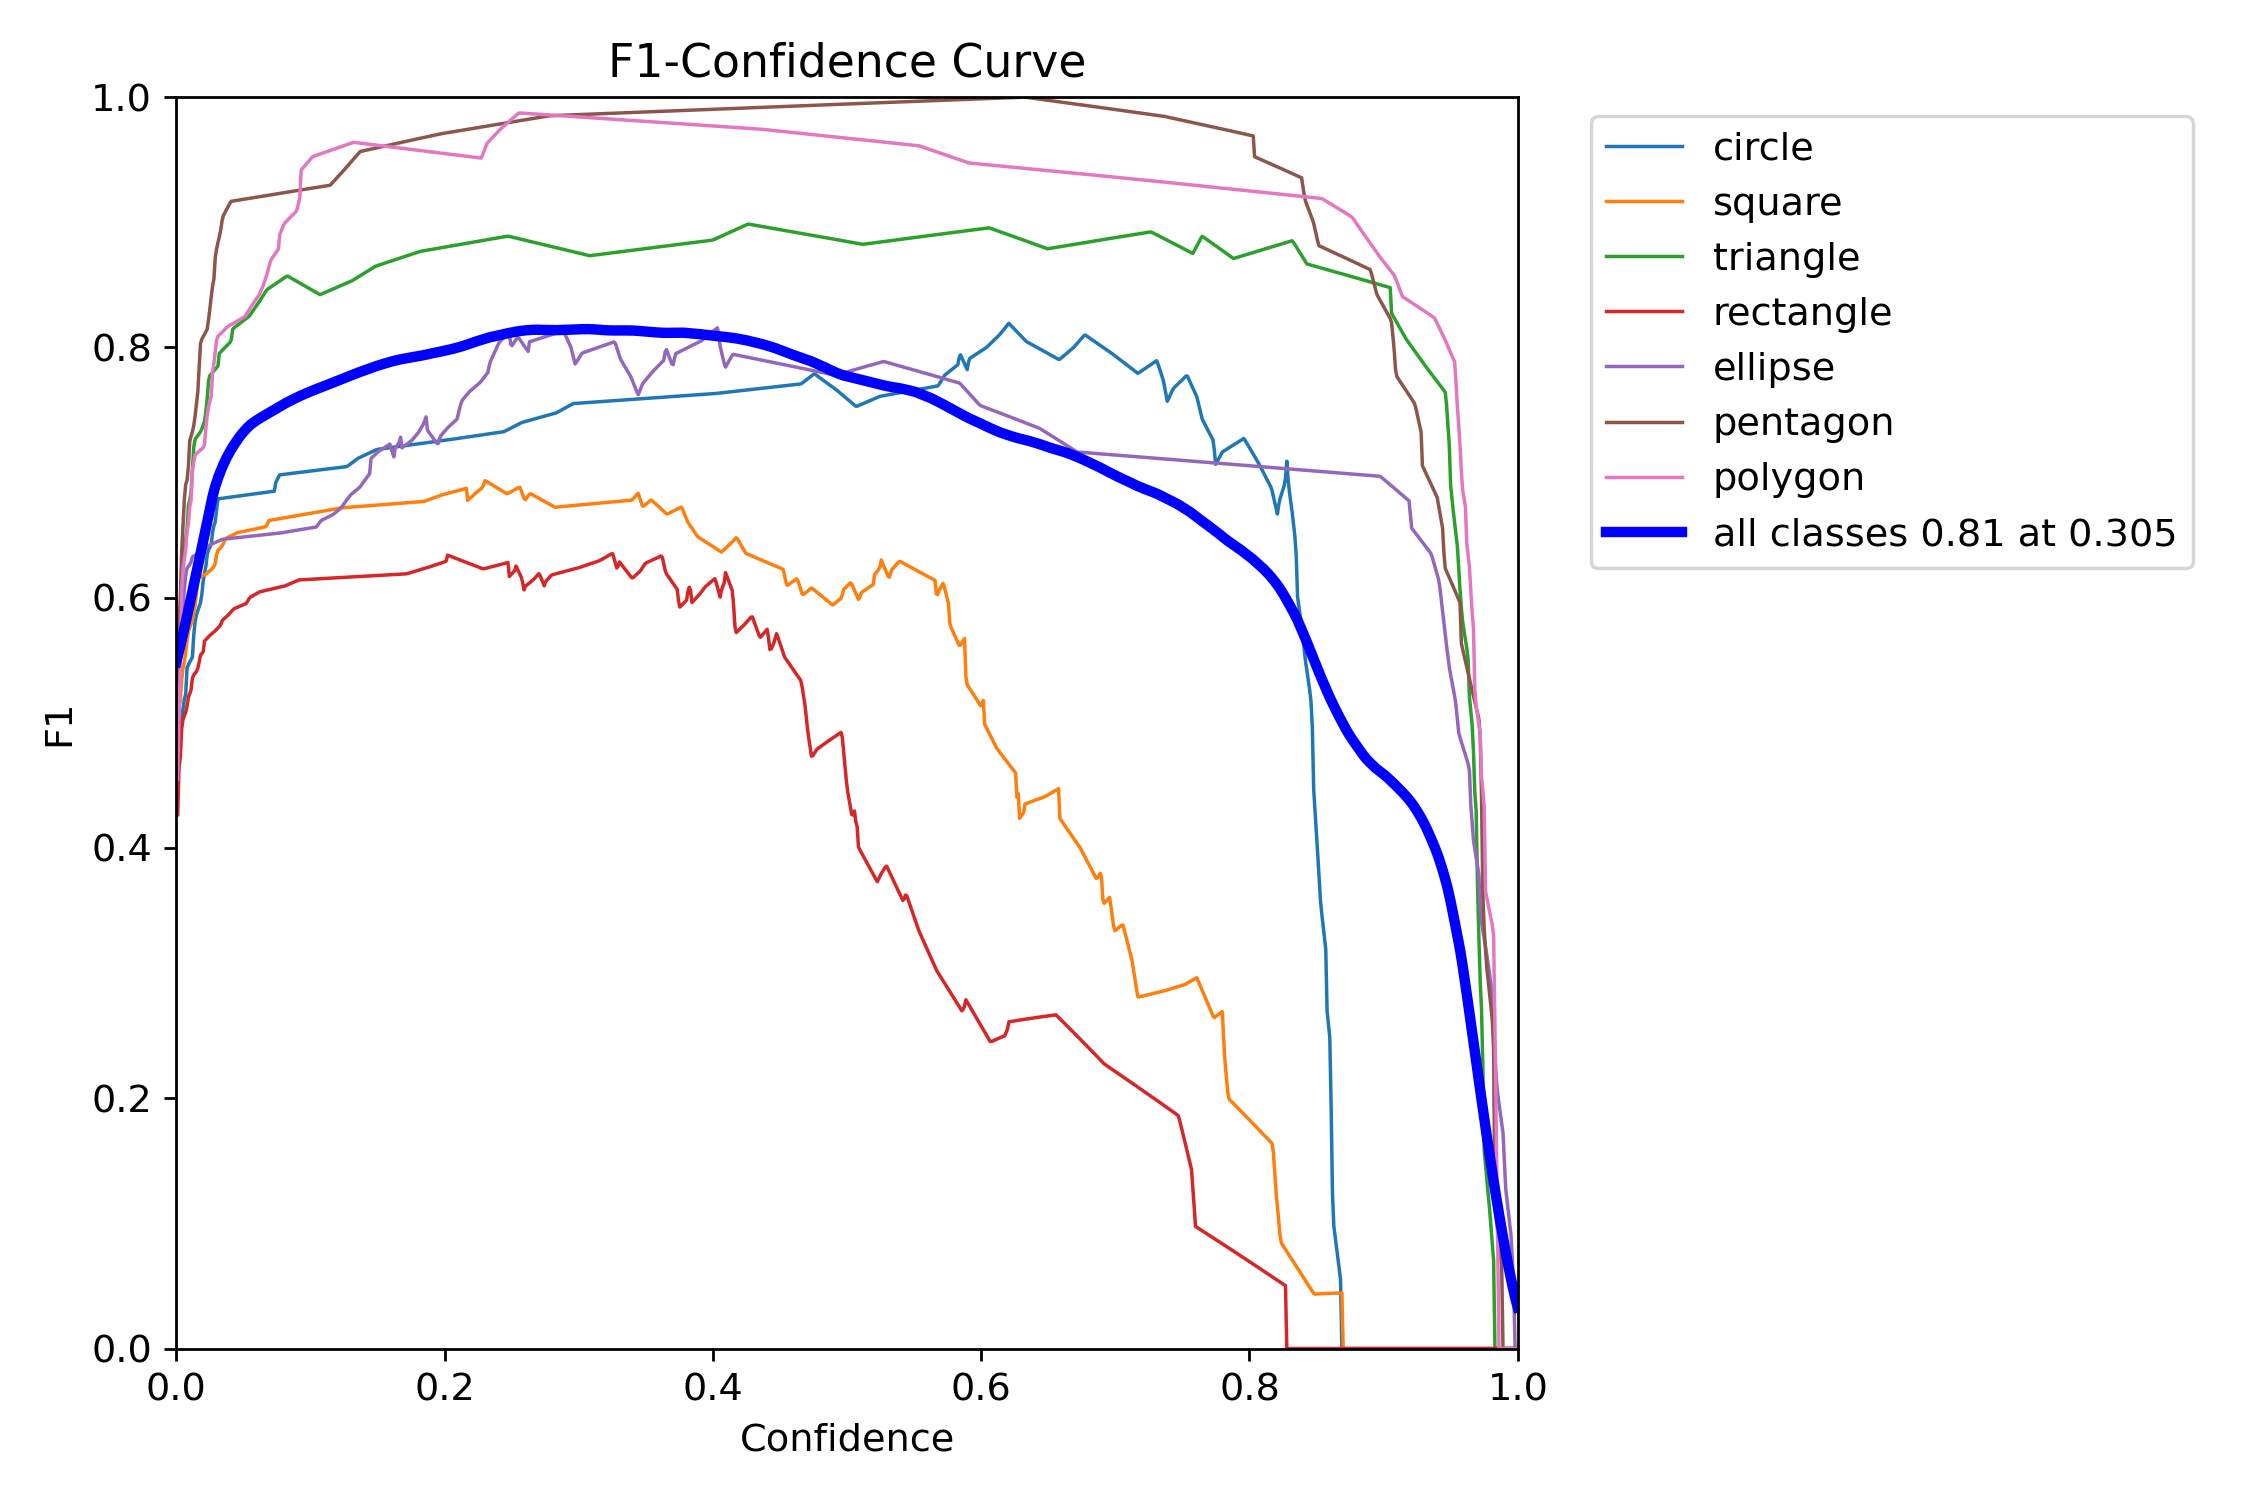 F1-Confidence Curve
1.0
0.8
0.6
0.4
0.2
0.0
F1
0.0 0.2 0.4 0.6 0.8 1.0
Confidence
circle
square
triangle
rectangle
ellipse
pentagon
polygon
all classes 0.81 at 0.305